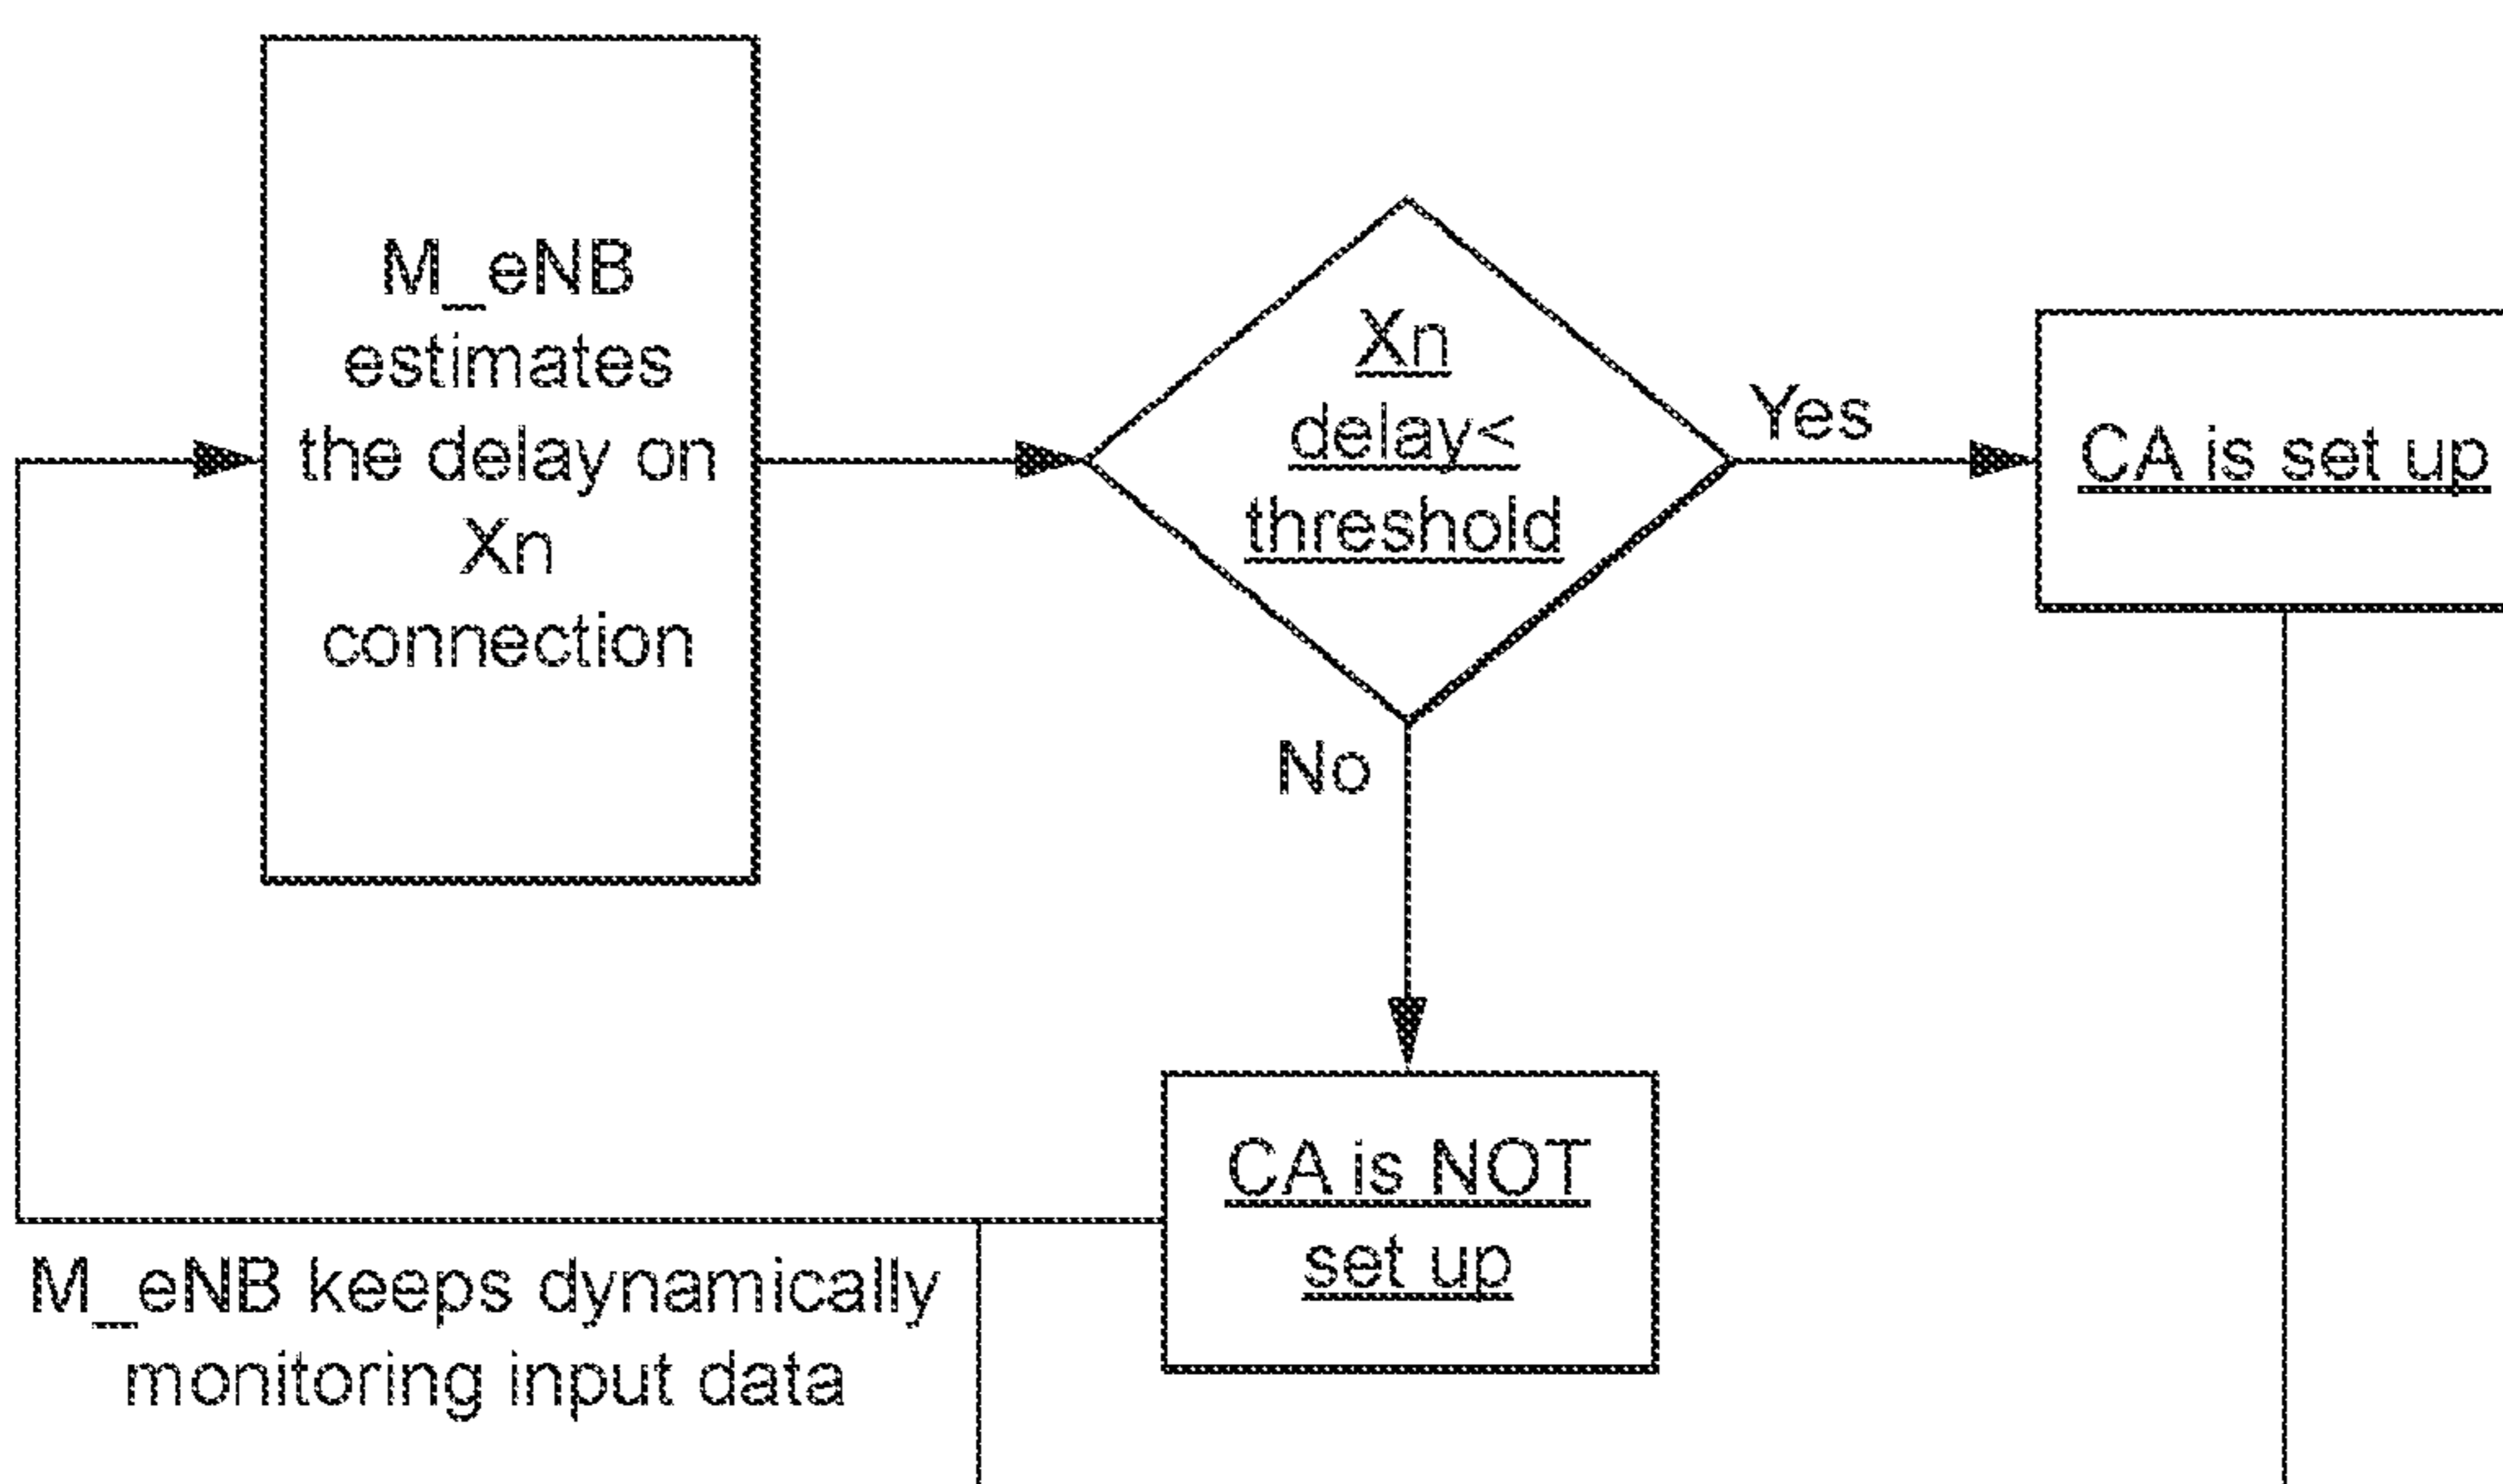 M_eNB
estimates
the delay on
Xn
connection
Xn
delay<
threshold
Yes
CA is set up
No
CA is NOT
set up
M_eNB keeps dynamically
monitoring input data